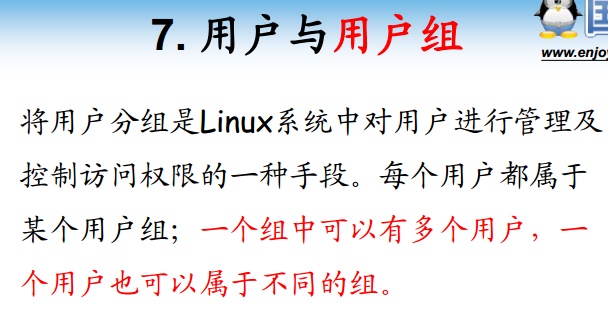 7. 用户与用户组
国
www.enjoy
将用户分组是Linux系统中对用户进行管理及
控制访问权限的一种手段。每个用户都属于
某个用户组；一个组中可以有多个用户，一
个用户也可以属于不同的组。